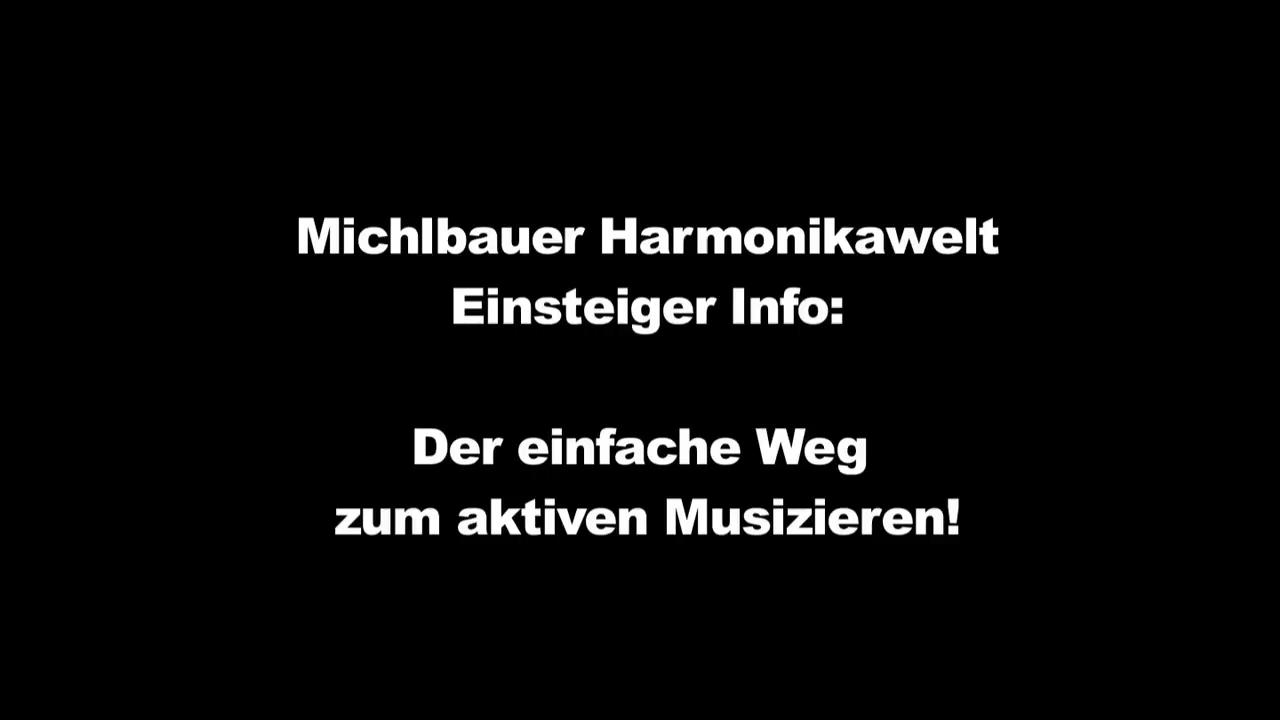 Michlbauer Harmonikawelt
Einsteiger Info:
Der einfache Weg
zum aktiven Musizieren!